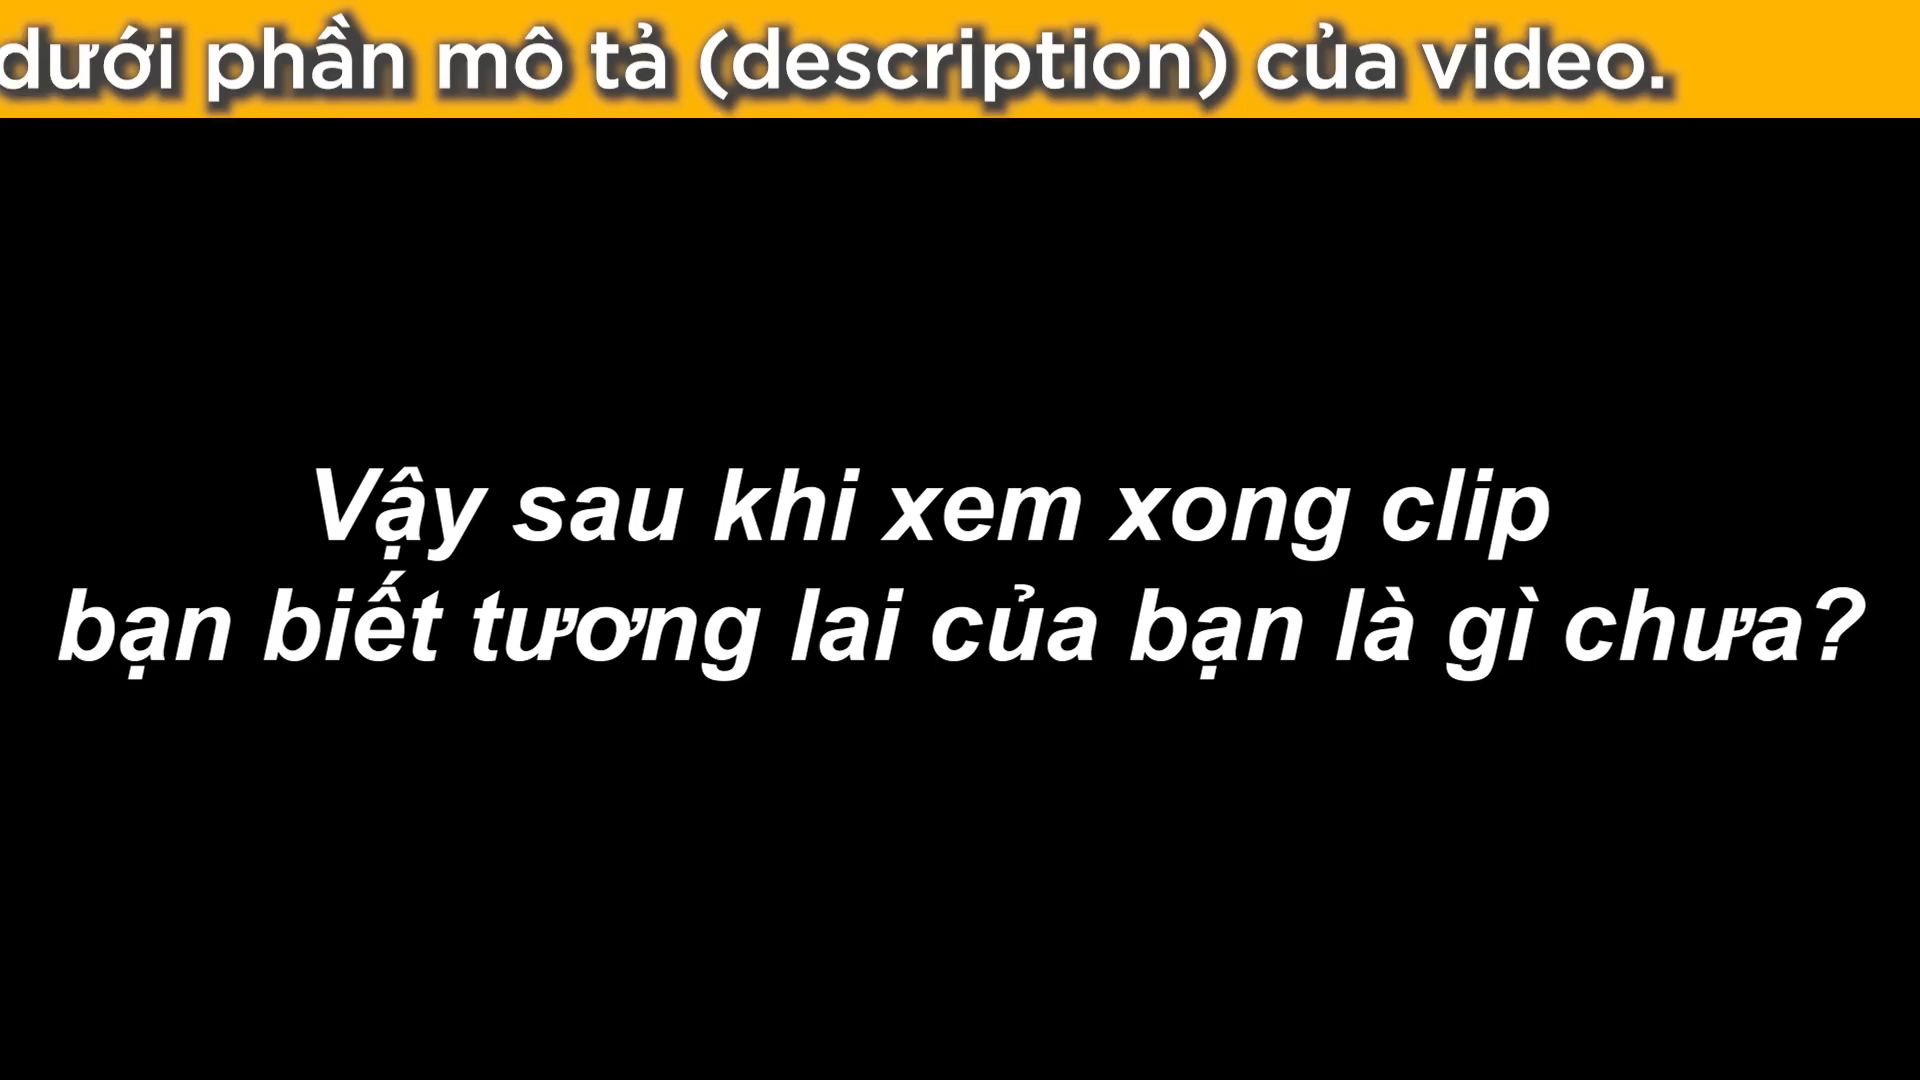 dưới phần mô tả (description) của video.
Vậy sau khi xem xong clip
bạn biết tương lai của bạn là gì chưa?